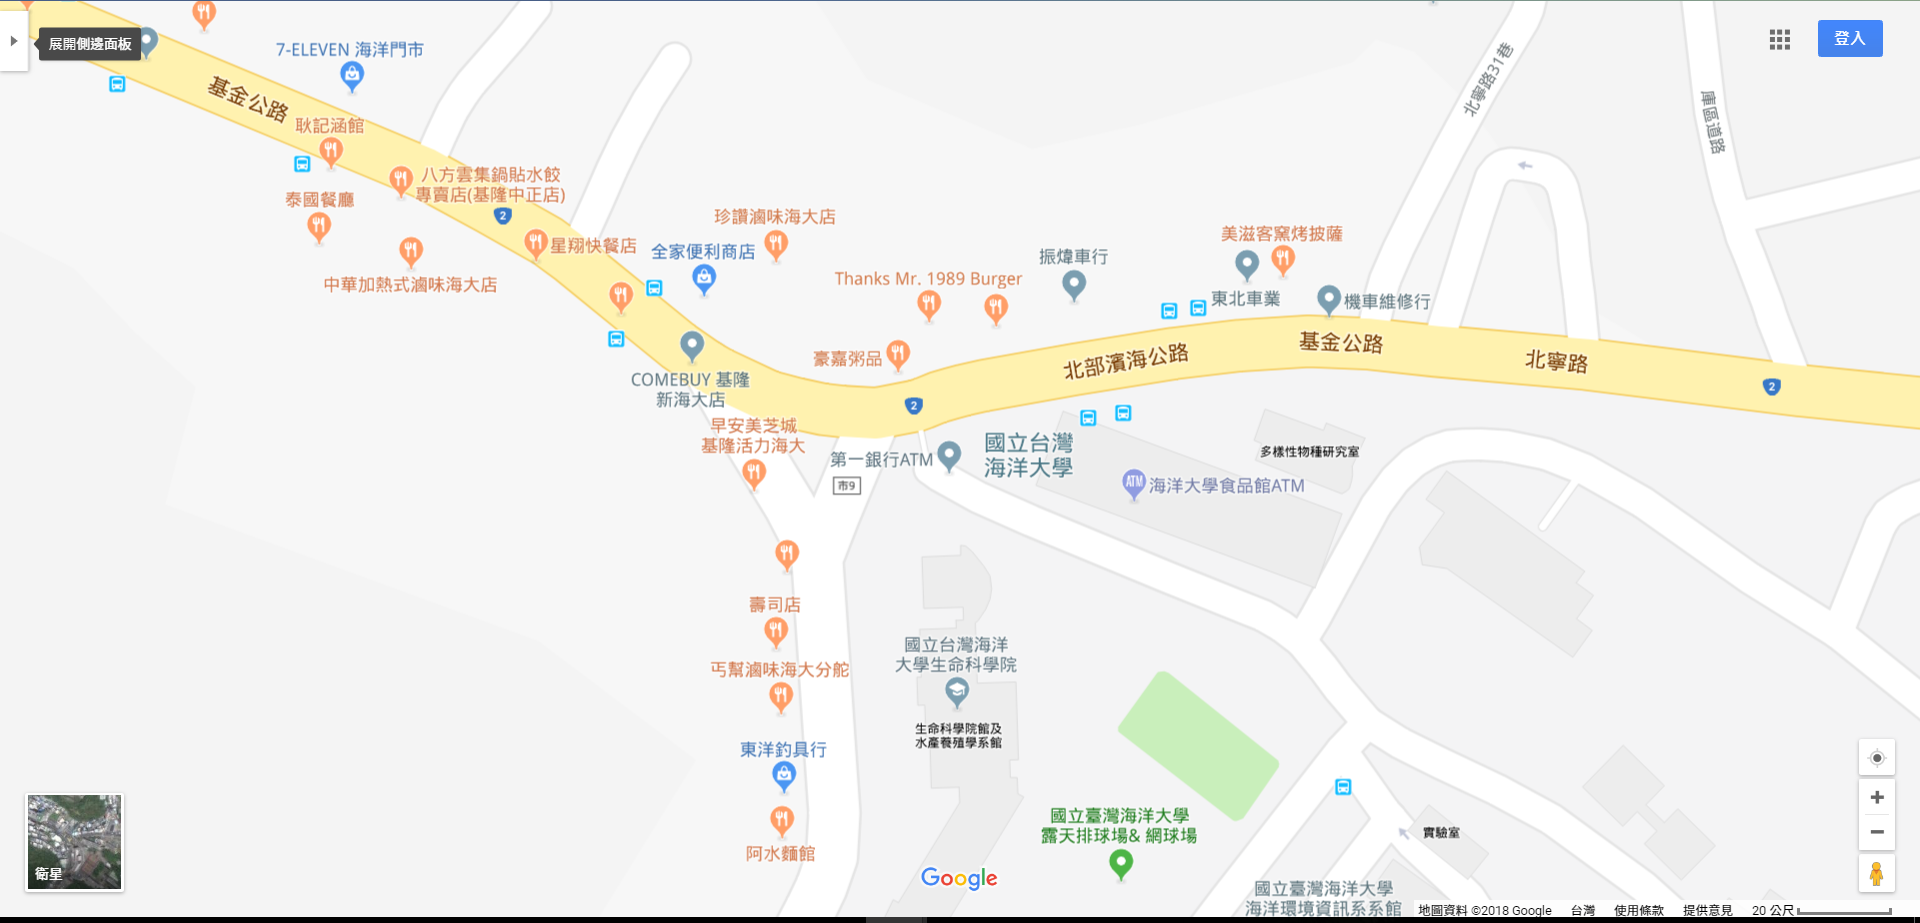 展開側邊面板
7-ELEVEN 海洋門市
登入
基金公路
耿記涵館
八方雲集鍋貼水餃
專賣店(基隆中正店)
2
泰國餐廳
星翔快餐店
中華加熱式滷味海大店
全家便利商店
珍讚滷味海大店
Thanks Mr. 1989 Burger
振煒車行
美滋客窯烤披薩
東北車業
機車維修行
北寧路31巷
庫區道路
豪嘉粥品
COMEBUY 基隆
新海大店
北部濱海公路
基金公路
北寧路
2
2
早安美芝城
基隆活力海大
第一銀行ATM
市9
國立台灣
海洋大學
多樣性物種研究室
ATM
海洋大學食品館ATM
壽司店
丐幫滷味海大分舵
國立台灣海洋
大學生命科學院
生命科學院館及
水產養殖學系館
東洋釣具行
阿水麵館
國立臺灣海洋大學
露天排球場& 網球場
實驗室
國立臺灣海洋大學
海洋環境資訊系系館
衛星
Google
地圖資料 ©2018 Google
台灣
使用條款
提供意見
20 公尺